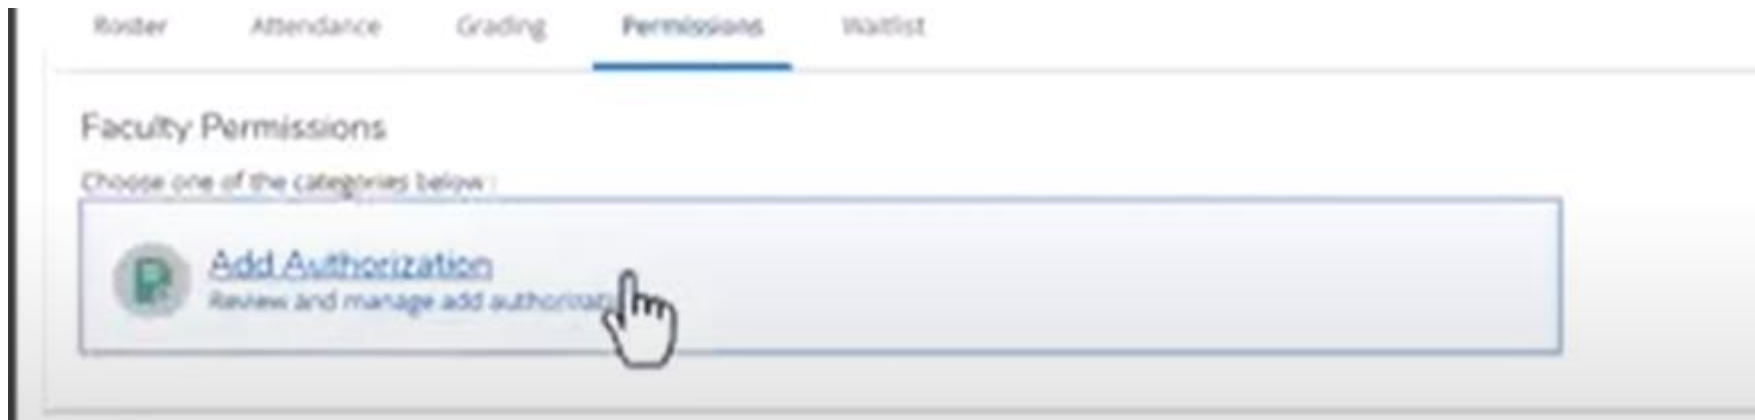 Roster Attendance Grading Permissions Waitlist
Faculty Permissions
Choose one of the categories below:
Add Authorization
Review and manage add